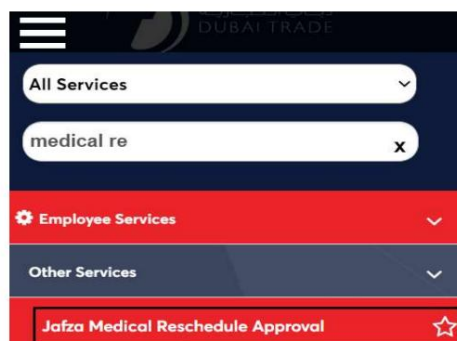 DUBAI TRADE
All Services
medical re
x
Employee Services
Other Services
Jafza Medical Reschedule Approval